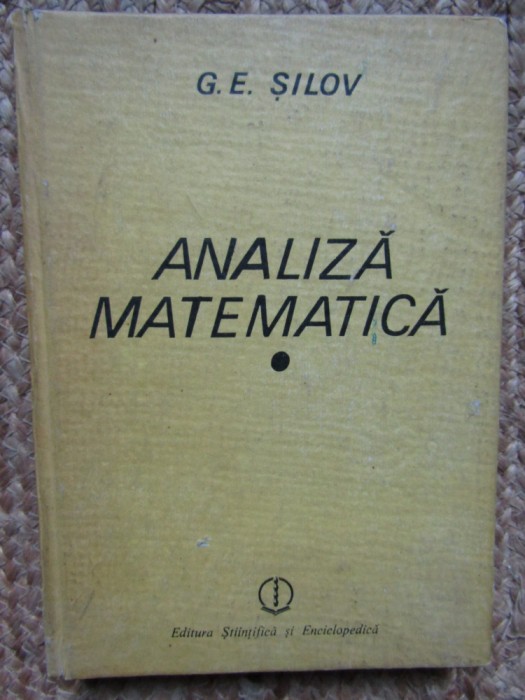 G. E. ȘILOV
ANALIZĂ
MATEMATICĂ
Editura Științifică și Enciclopedică